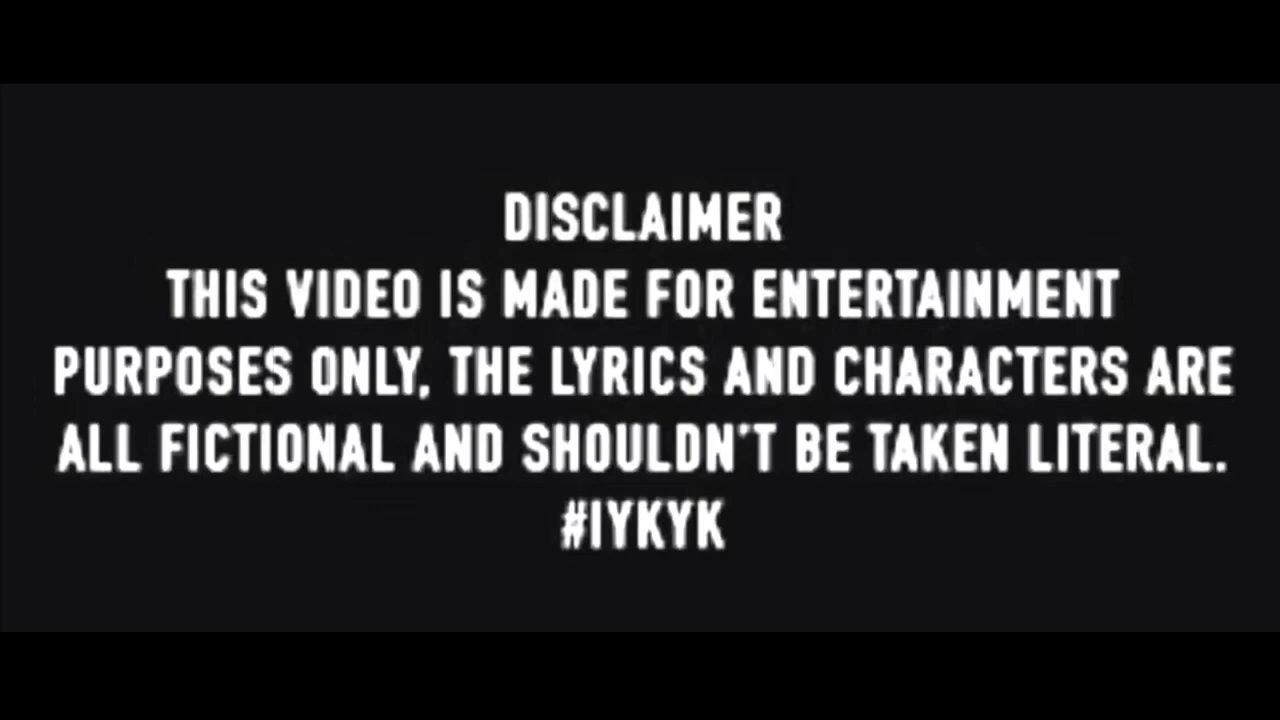 DISCLAIMER
THIS VIDEO IS MADE FOR ENTERTAINMENT
PURPOSES ONLY, THE LYRICS AND CHARACTERS ARE
ALL FICTIONAL AND SHOULDN'T BE TAKEN LITERAL.
#IYKYK